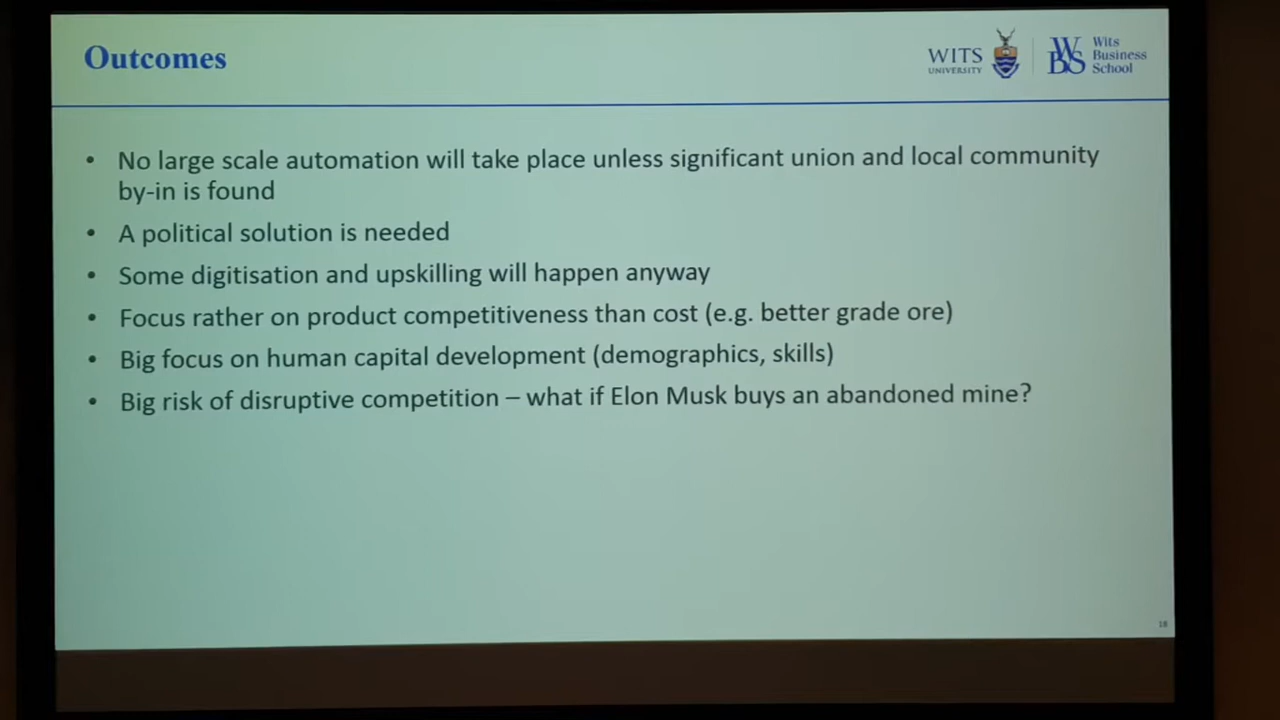 Outcomes
WITS
UNIVERSITY
WBS
Wits
Business
School
• No large scale automation will take place unless significant union and local community
by-in is found
• A political solution is needed
• Some digitisation and upskilling will happen anyway
• Focus rather on product competitiveness than cost (e.g. better grade ore)
• Big focus on human capital development (demographics, skills)
• Big risk of disruptive competition – what if Elon Musk buys an abandoned mine?
18